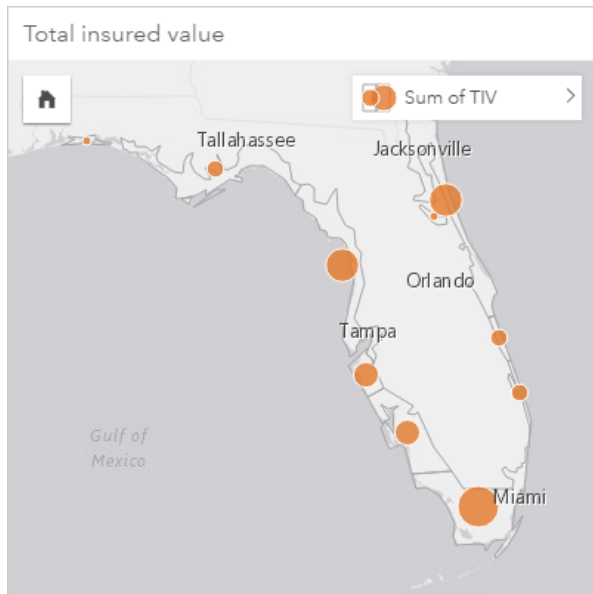 Total insured value
Sum of TIV
Tallahassee
Jacksonville
Orlando
Tampa
Gulf of
Mexico
Miami